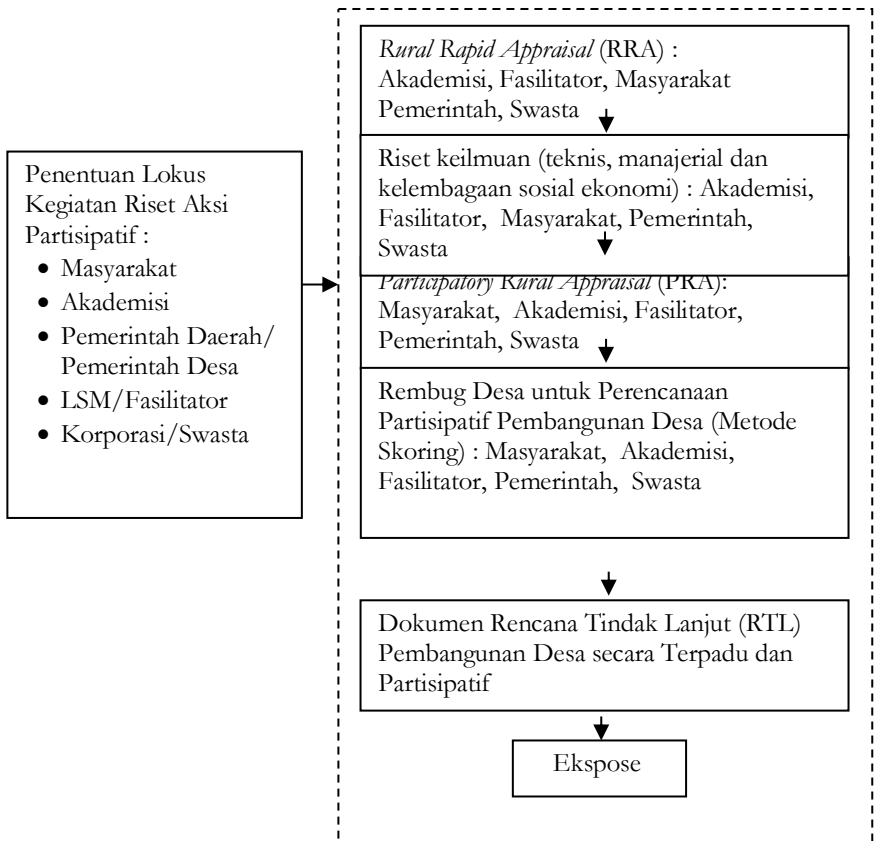 Penentuan Lokus
Kegiatan Riset Aksi
Partisipatif :
• Masyarakat
• Akademisi
• Pemerintah Daerah/
Pemerintah Desa
• LSM/Fasilitator
• Korporasi/Swasta
Rural Rapid Appraisal (RRA) :
Akademisi, Fasilitator, Masyarakat
Pemerintah, Swasta
Riset keilmuan (teknis, manajerial dan
kelembagaan sosial ekonomi) : Akademisi,
Fasilitator, Masyarakat, Pemerintah,
Swasta
Participatory Rural Appraisal (PRA):
Masyarakat, Akademisi, Fasilitator,
Pemerintah, Swasta
Rembug Desa untuk Perencanaan
Partisipatif Pembangunan Desa (Metode
Skoring) : Masyarakat, Akademisi,
Fasilitator, Pemerintah, Swasta
Dokumen Rencana Tindak Lanjut (RTL)
Pembangunan Desa secara Terpadu dan
Partisipatif
Ekspose